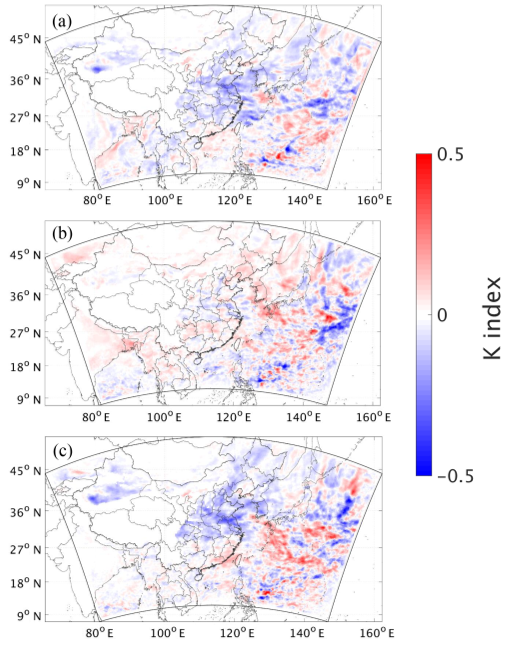 (a)
45° N
36° N
27° N
18° N
9° N
80° E
100° E
120° E
140° E
160° E
(b)
45° N
36° N
27° N
18° N
9° N
80° E
100° E
120° E
140° E
160° E
(c)
45° N
36° N
27° N
18° N
9° N
80° E
100° E
120° E
140° E
160° E
0.5
0
−0.5
K index